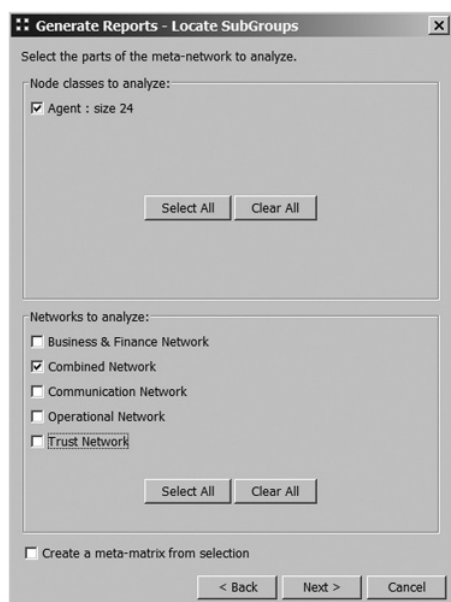 Generate Reports - Locate SubGroups
Select the parts of the meta-network to analyze.
Node classes to analyze:
Agent : size 24
Select All Clear All
Networks to analyze:
Business & Finance Network
Combined Network
Communication Network
Operational Network
Trust Network
Select All Clear All
Create a meta-matrix from selection
< Back Next > Cancel